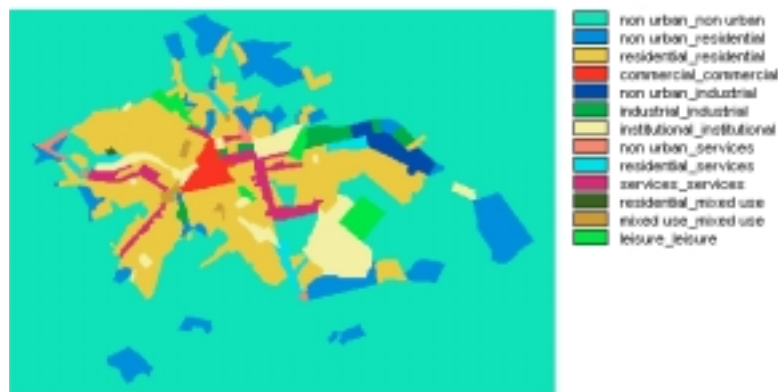 non urban_non urban
non urban_residential
residential_residential
commercial_commercial
non urban_industrial
industrial_industrial
institutional_institutional
non urban_services
residential_services
services_services
residential_mixed use
mixed use_mixed use
leisure_leisure